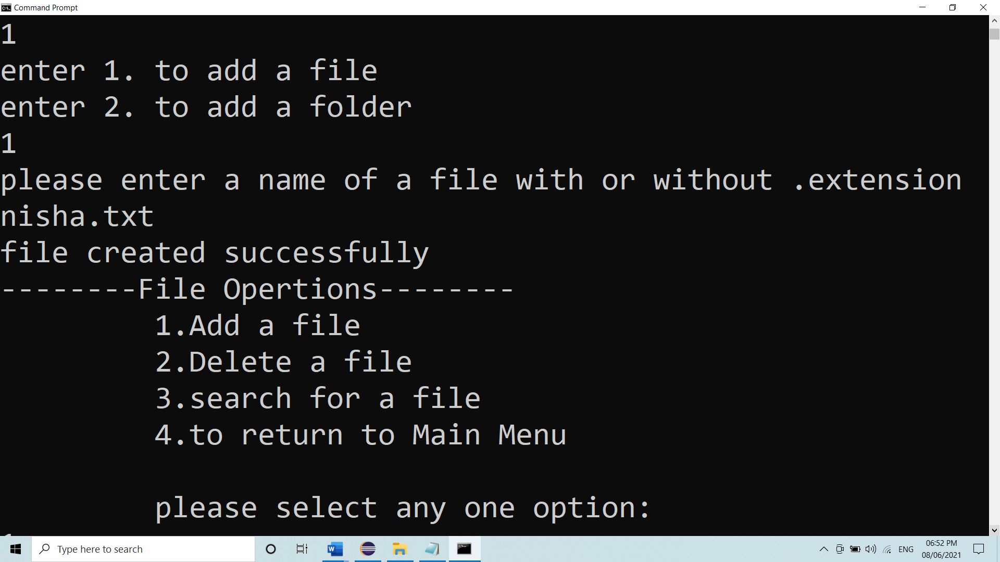 Command Prompt
1
enter 1. to add a file
enter 2. to add a folder
1
please enter a name of a file with or without .extension
nisha.txt
file created successfully
--------File Opertions--------
1.Add a file
2.Delete a file
3.search for a file
4.to return to Main Menu
please select any one option:
Type here to search
ENG
06:52 PM
08/06/2021